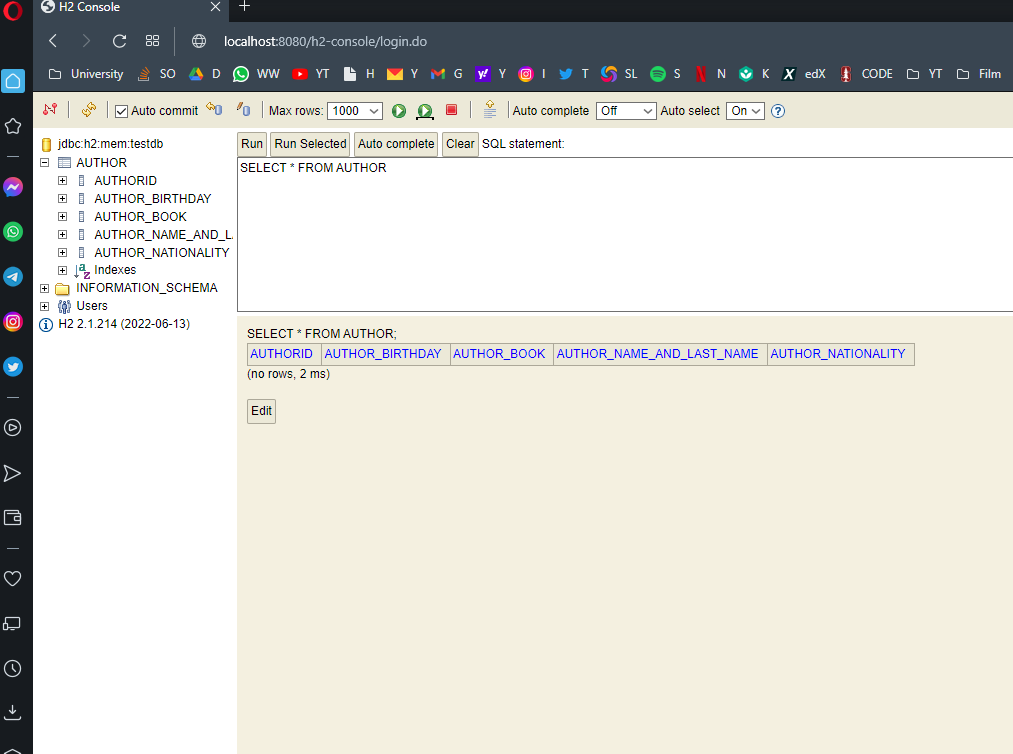 H2 Console
localhost:8080/h2-console/login.do
University SO D WW YT H Y G Y I T SL S N K edX CODE YT Film
Auto commit Max rows: 1000 Auto complete Off Auto select On ?
jdbc:h2:mem:testdb
AUTHOR
AUTHORID
AUTHOR_BIRTHDAY
AUTHOR_BOOK
AUTHOR_NAME_AND_L
AUTHOR_NATIONALITY
Indexes
INFORMATION_SCHEMA
Users
H2 2.1.214 (2022-06-13)
Run Run Selected Auto complete Clear SQL statement:
SELECT * FROM AUTHOR
SELECT * FROM AUTHOR;
AUTHORID AUTHOR_BIRTHDAY AUTHOR_BOOK AUTHOR_NAME_AND_LAST_NAME AUTHOR_NATIONALITY
(no rows, 2 ms)
Edit